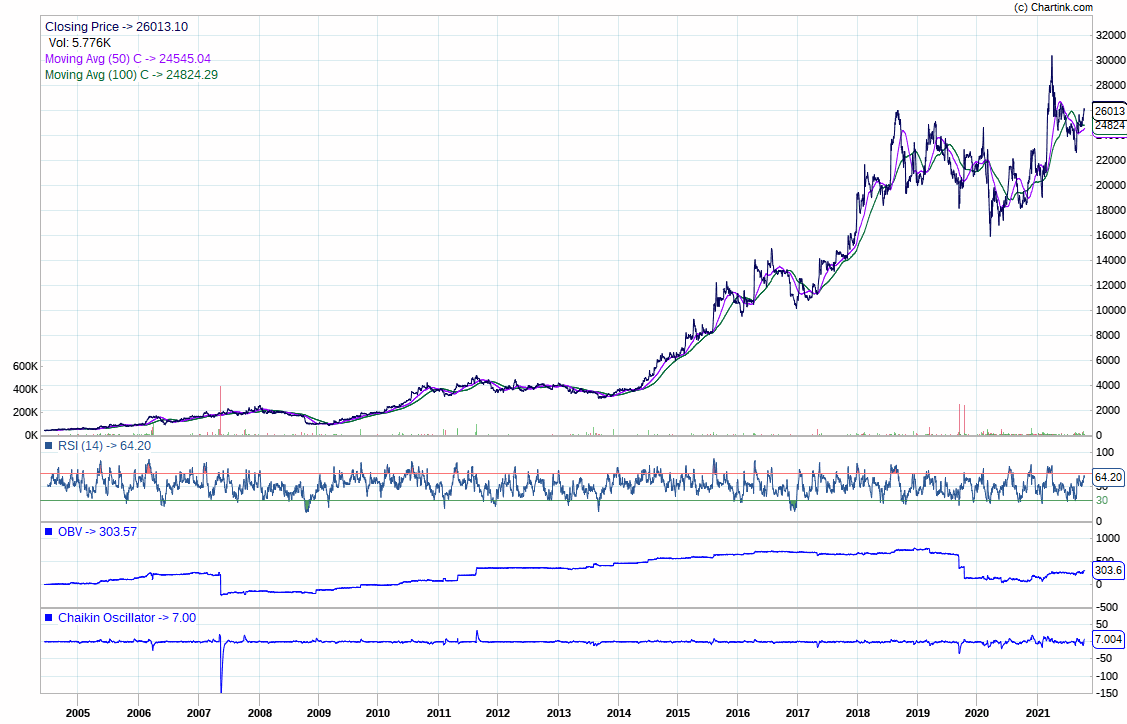 (c) Chartink.com
Closing Price -> 26013.10
Vol: 5.776K
Moving Avg (50) C -> 24545.04
Moving Avg (100) C -> 24824.29
32000
30000
28000
26013
24824
22000
20000
18000
16000
14000
12000
10000
8000
6000
4000
2000
0
600K
400K
200K
0K
RSI (14) -> 64.20
100
64.20
30
0
OBV -> 303.57
1000
500
303.6
0
-500
Chaikin Oscillator -> 7.00
50
7.004
-50
-100
-150
2005 2006 2007 2008 2009 2010 2011 2012 2013 2014 2015 2016 2017 2018 2019 2020 2021